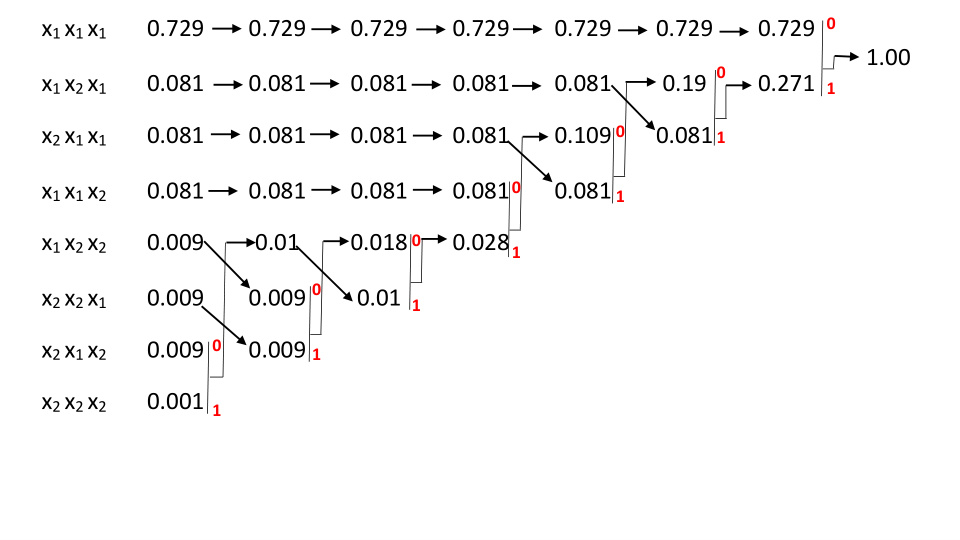 x₁ x₁ x₁ 0.729 0.729 0.729 0.729 0.729 0.729 0.729 0
1.00
x₁ x₂ x₁ 0.081 0.081 0.081 0.081 0.081 0.19 0 0.271 1
x₂ x₁ x₁ 0.081 0.081 0.081 0.081 0.109 0 0.081 1
x₁ x₁ x₂ 0.081 0.081 0.081 0.081 0 0.081 1
x₁ x₂ x₂ 0.009 0.01 0.018 0 0.028 1
x₂ x₂ x₁ 0.009 0.009 0 0.01 1
x₂ x₁ x₂ 0.009 0 0.009 1
x₂ x₂ x₂ 0.001 1